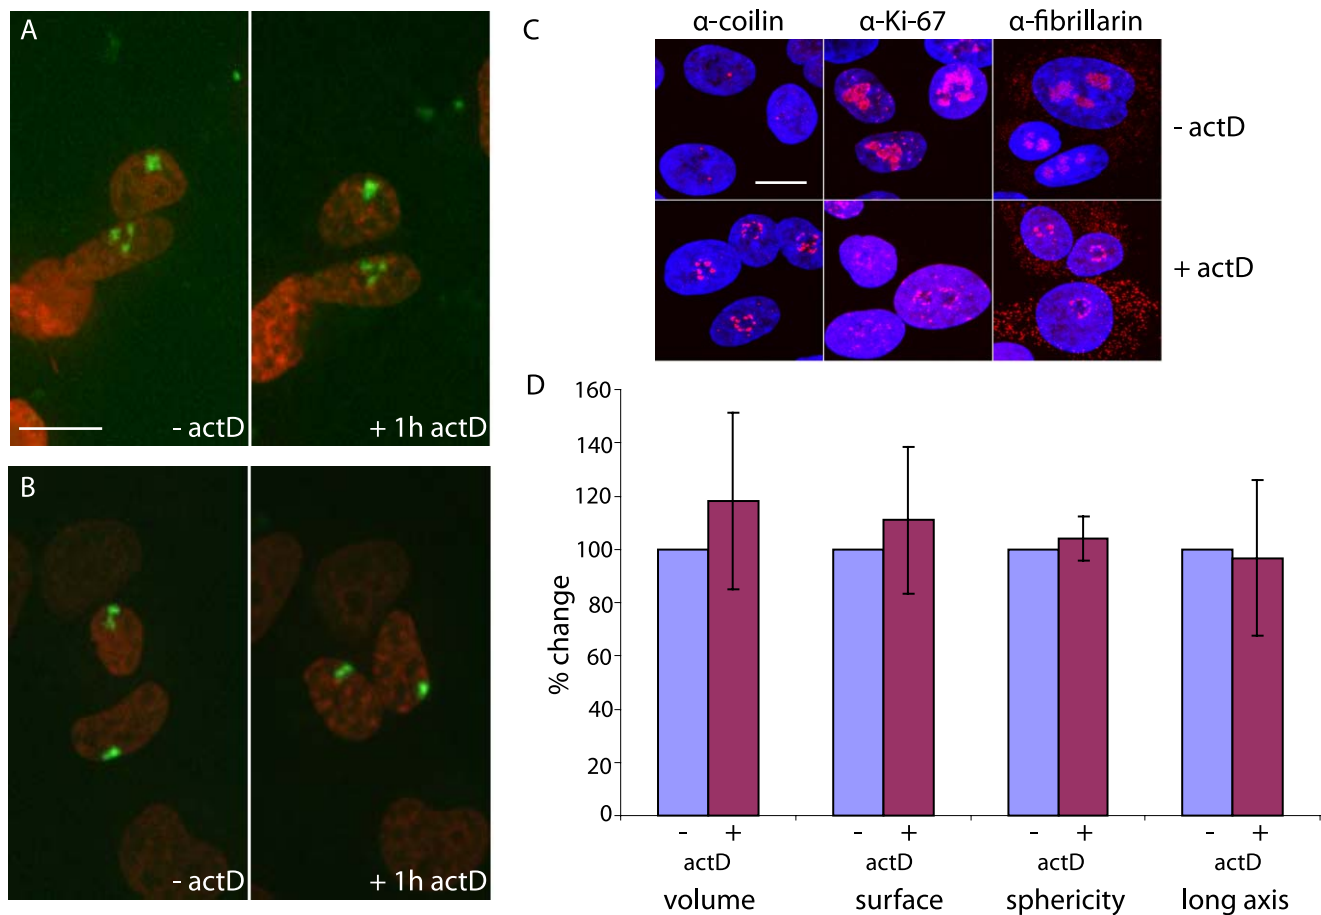 A
- actD
+ 1h actD
B
- actD
+ 1h actD
C
α-coilin α-Ki-67 α-fibrillarin
- actD
+ actD
D
% change
160
140
120
100
80
60
40
20
0
- + - + - + - +
actD actD actD actD
volume surface sphericity long axis